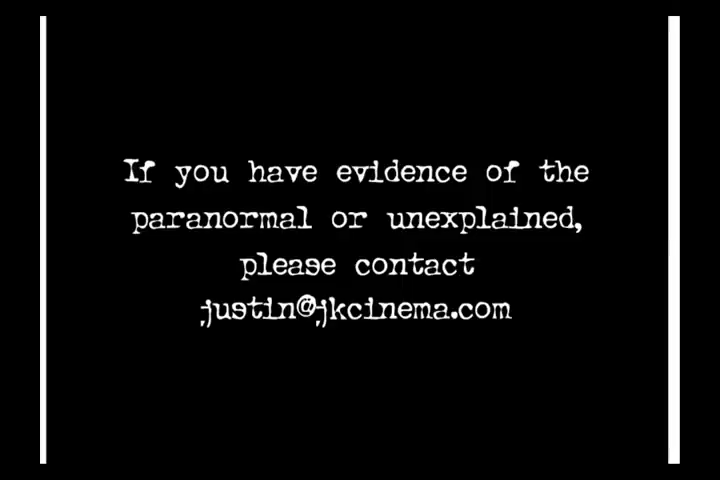 If you have evidence of the
paranormal or unexplained,
please contact
justin@jkcinema.com